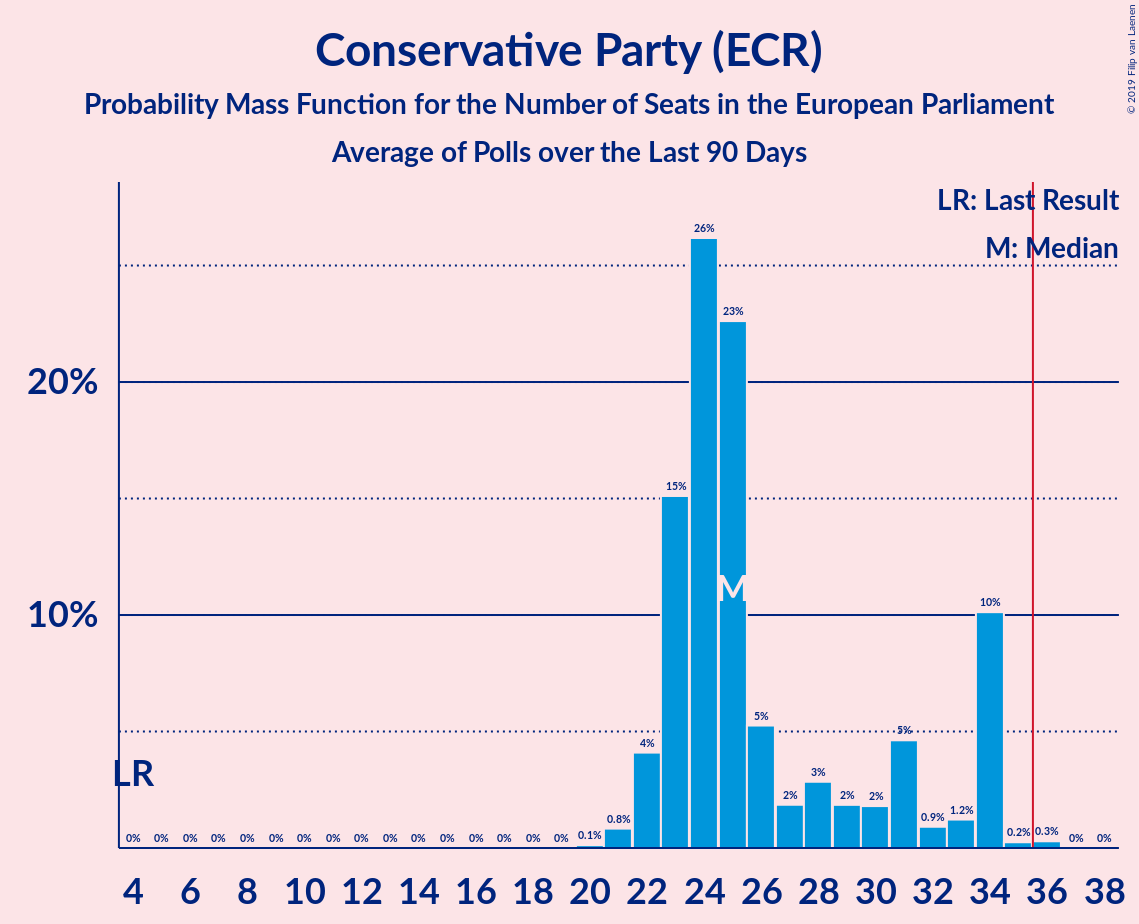 Conservative Party (ECR)
Probability Mass Function for the Number of Seats in the European Parliament
Average of Polls over the Last 90 Days
© 2019 Filip van Laenen
LR: Last Result
M: Median
26%
23%
20%
15%
M
10%
10%
5%
5%
4%
LR
3%
2%
2%
2%
1.2%
0.9%
0.8%
0.3%
0.2%
0.1%
0% 0% 0% 0% 0% 0% 0% 0% 0% 0% 0% 0% 0% 0% 0% 0% 0% 0%
4 6 8 10 12 14 16 18 20 22 24 26 28 30 32 34 36 38